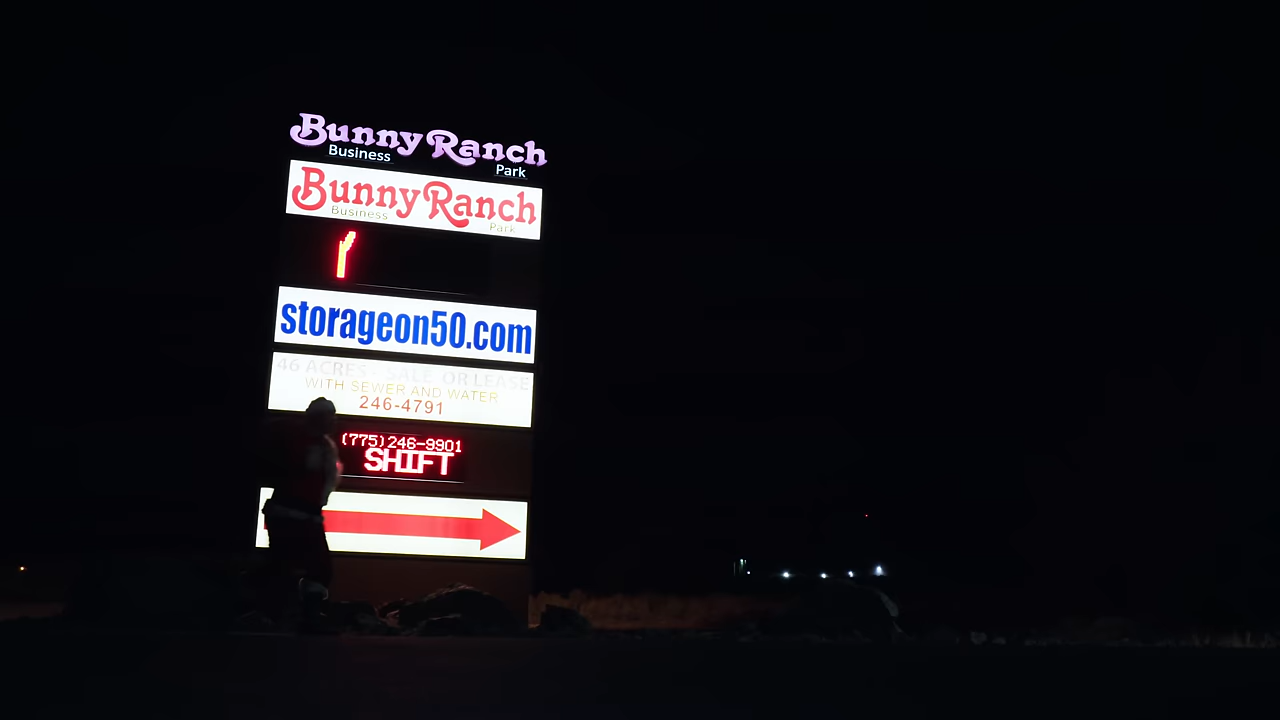 Bunny Ranch
Business Park
Bunny Ranch
Business Park
storageon50.com
46 ACRES - SALE OR LEASE
WITH SEWER AND WATER
246-4791
(775)246-9901
SHIFT